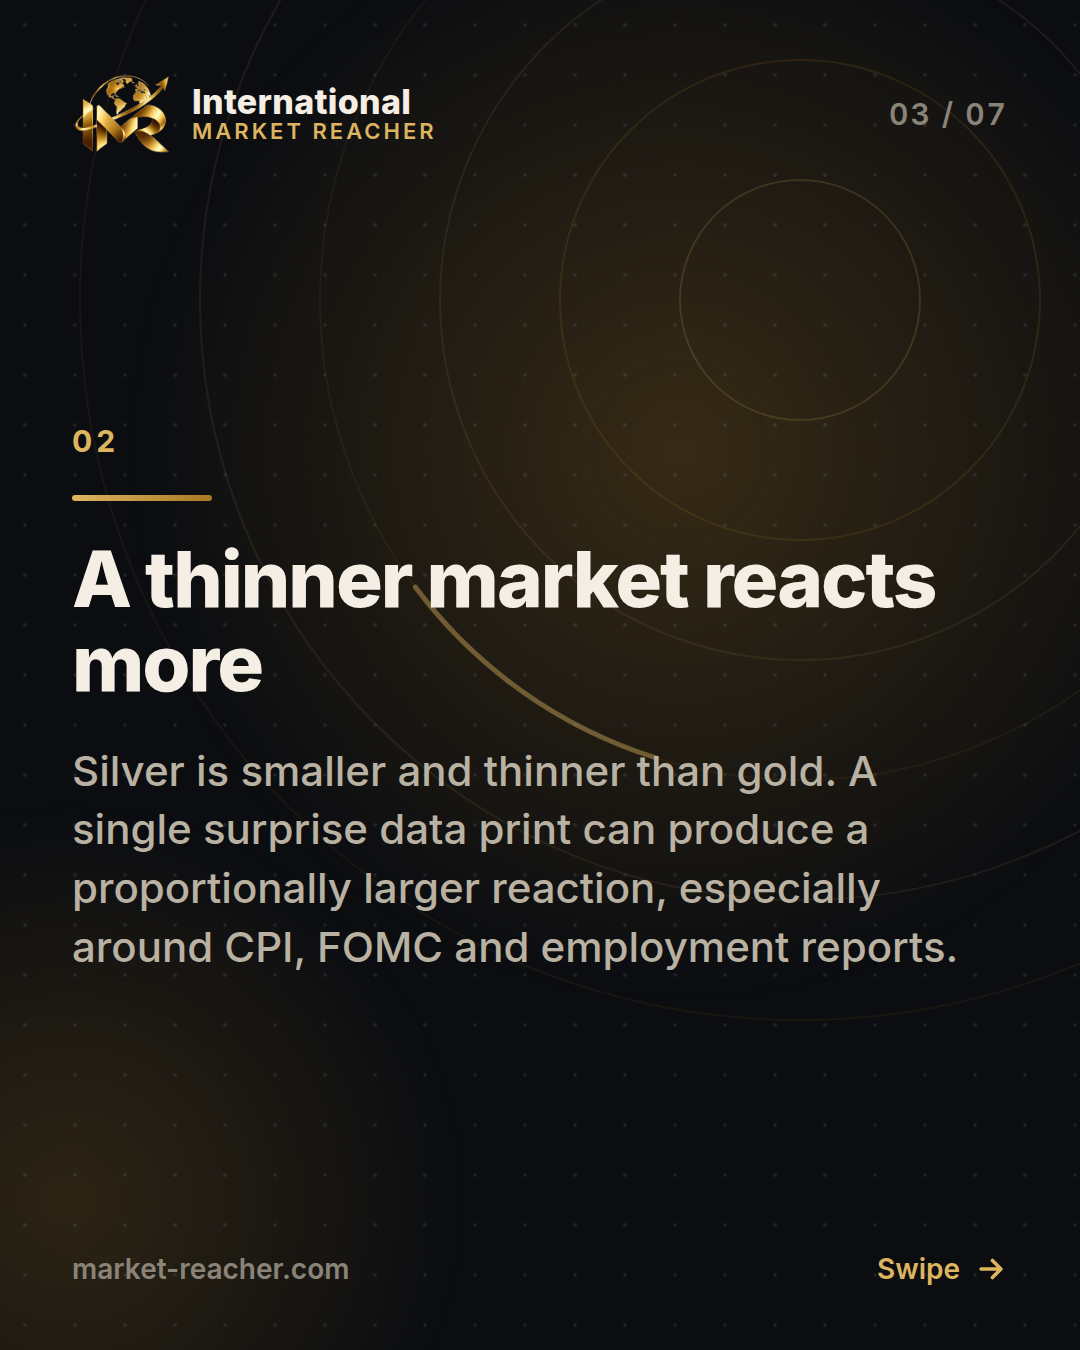 IMR
International
MARKET REACHER
03 / 07
02
A thinner market reacts
more
Silver is smaller and thinner than gold. A
single surprise data print can produce a
proportionally larger reaction, especially
around CPI, FOMC and employment reports.
market-reacher.com
Swipe →